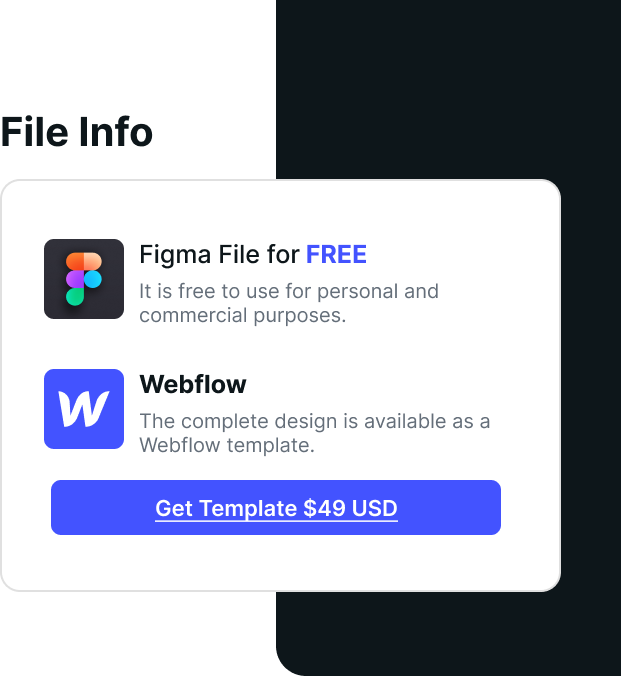 File Info
Figma File for FREE
It is free to use for personal and
commercial purposes.
Webflow
The complete design is available as a
Webflow template.
Get Template $49 USD